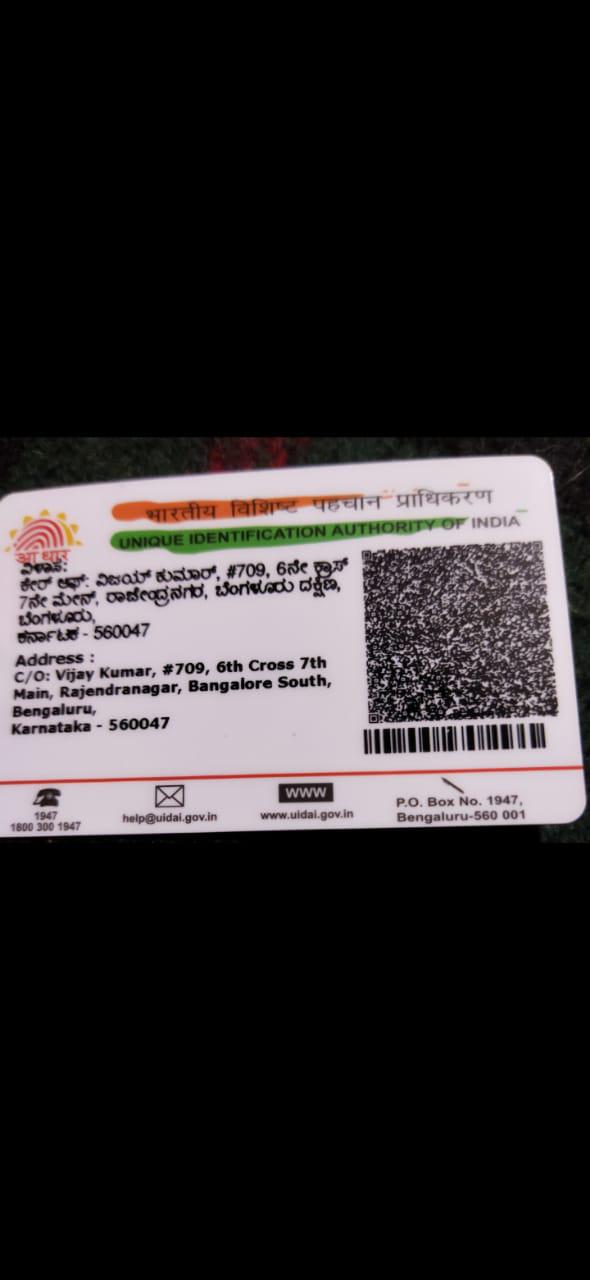 भारतीय विशिष्ट पहचान प्राधिकरण
UNIQUE IDENTIFICATION AUTHORITY OF INDIA
आधार
ವಿಳಾಸ:
ಕೇರ್ ಆಫ್: ವಿಜಯ್ ಕುಮಾರ್, #709, 6ನೇ ಕ್ರಾಸ್
7ನೇ ಮೇನ್, ರಾಜೇಂದ್ರನಗರ, ಬೆಂಗಳೂರು ದಕ್ಷಿಣ,
ಬೆಂಗಳೂರು,
ಕರ್ನಾಟಕ - 560047
Address :
C/O: Vijay Kumar, #709, 6th Cross 7th
Main, Rajendranagar, Bangalore South,
Bengaluru,
Karnataka - 560047
1947
1800 300 1947
help@uidai.gov.in
WWW
www.uidai.gov.in
P.O. Box No. 1947,
Bengaluru-560 001